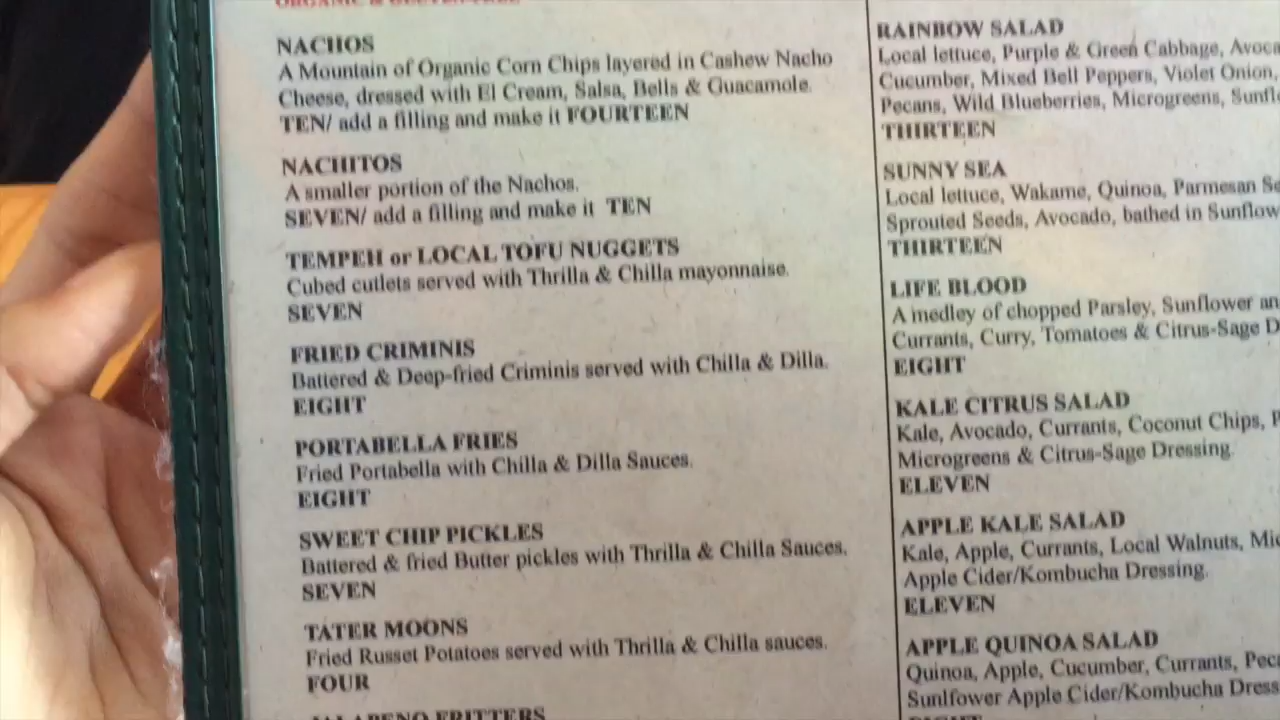 ORGANIC & GLUTEN-FREE
NACHOS
A Mountain of Organic Corn Chips layered in Cashew Nacho
Cheese, dressed with El Cream, Salsa, Bells & Guacamole.
TEN/ add a filling and make it FOURTEEN
NACHITOS
A smaller portion of the Nachos.
SEVEN/ add a filling and make it TEN
TEMPEH or LOCAL TOFU NUGGETS
Cubed cutlets served with Thrilla & Chilla mayonnaise.
SEVEN
FRIED CRIMINIS
Battered & Deep-fried Criminis served with Chilla & Dilla.
EIGHT
PORTABELLA FRIES
Fried Portabella with Chilla & Dilla Sauces.
EIGHT
SWEET CHIP PICKLES
Battered & fried Butter pickles with Thrilla & Chilla Sauces.
SEVEN
TATER MOONS
Fried Russet Potatoes served with Thrilla & Chilla sauces.
FOUR
JALAPENO FRITTERS
RAINBOW SALAD
Local lettuce, Purple & Green Cabbage,
Cucumber, Mixed Bell Peppers, Violet Onion,
Pecans, Wild Blueberries, Microgreens,
THIRTEEN
SUNNY SEA
Local lettuce, Wakame, Quinoa, Parmesan
Sprouted Seeds, Avocado, bathed in
THIRTEEN
LIFE BLOOD
A medley of chopped Parsley, Sunflower
Currants, Curry, Tomatoes & Citrus-Sage
EIGHT
KALE CITRUS SALAD
Kale, Avocado, Currants, Coconut Chips,
Microgreens & Citrus-Sage Dressing.
ELEVEN
APPLE KALE SALAD
Kale, Apple, Currants, Local Walnuts,
Apple Cider/Kombucha Dressing.
ELEVEN
APPLE QUINOA SALAD
Quinoa, Apple, Cucumber, Currants,
Sunlfower Apple Cider/Kombucha
EIGHT